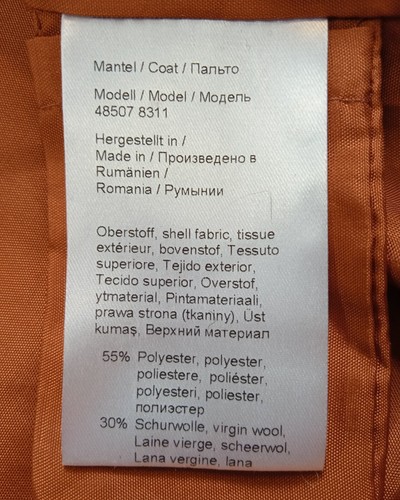 Mantel / Coat / Пальто
Modell / Model / Модель
48507 8311
Hergestellt in /
Made in / Произведено в
Rumänien /
Romania / Румынии
Oberstoff, shell fabric, tissue
extérieur, bovenstof, Tessuto
superiore, Tejido exterior,
Tecido superior, Overstof,
ytmaterial, Pintamateriaali,
prawa strona (tkaniny), Üst
kumaş, Верхний материал
55% Polyester, polyester,
poliestere, poliéster,
polyesteri, poliester,
полиэстер
30% Schurwolle, virgin wool,
Laine vierge, scheerwol,
Lana vergine, lana